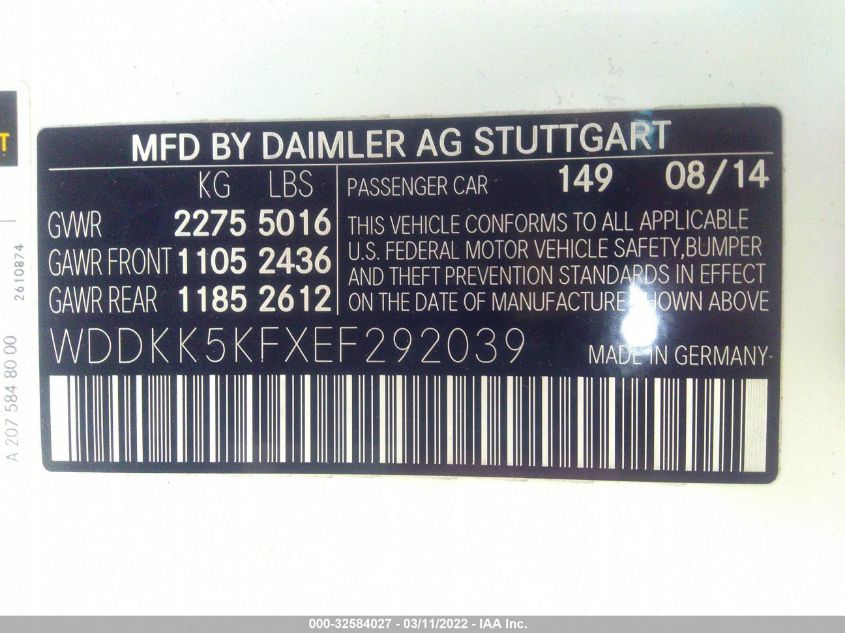 MFD BY DAIMLER AG STUTTGART
KG LBS
GVWR 2275 5016
GAWR FRONT 1105 2436
GAWR REAR 1185 2612
PASSENGER CAR 149 08/14
THIS VEHICLE CONFORMS TO ALL APPLICABLE
U.S. FEDERAL MOTOR VEHICLE SAFETY,BUMPER
AND THEFT PREVENTION STANDARDS IN EFFECT
ON THE DATE OF MANUFACTURE SHOWN ABOVE
WDDKK5KFXEF292039 MADE IN GERMANY
A 207 584 80 00
2610874
000-32584027 - 03/11/2022 - IAA Inc.